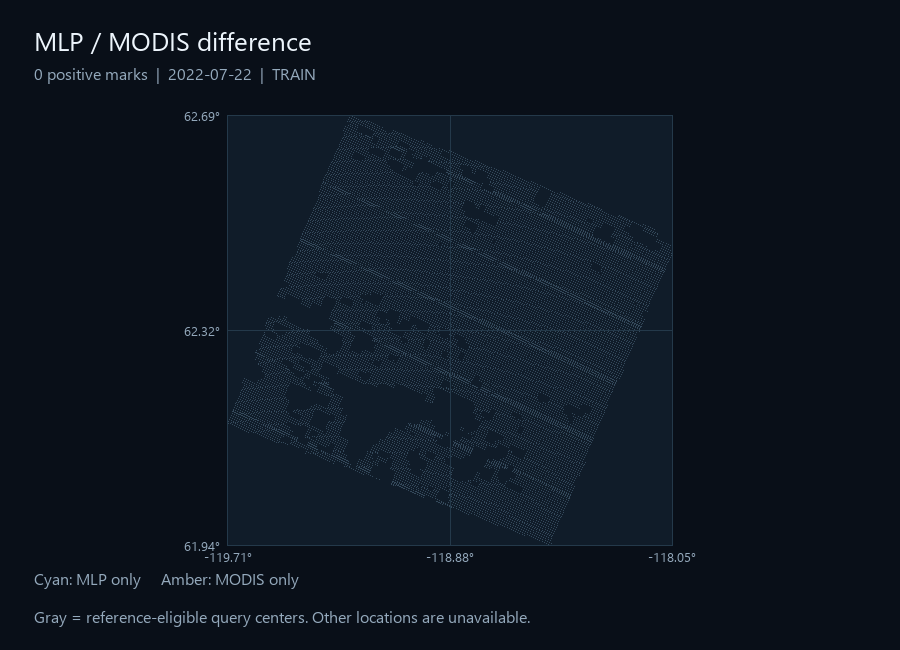 MLP / MODIS difference
0 positive marks | 2022-07-22 | TRAIN
62.69°
62.32°
61.94°
-119.71° -118.88° -118.05°
Cyan: MLP only Amber: MODIS only
Gray = reference-eligible query centers. Other locations are unavailable.